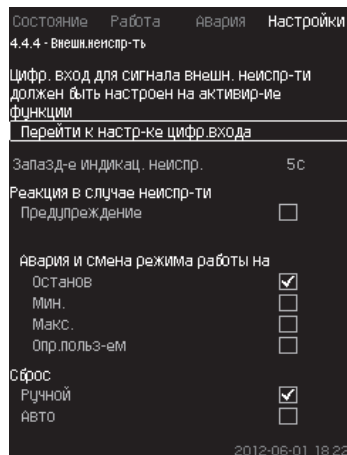 Состояние Работа Авария Настройки
4.4.4 - Внешн.неиспр-ть
Цифр. вход для сигнала внешн. неиспр-ти
должен быть настроен на активир-ие
функции
Перейти к настр-ке цифр.входа
Запазд-е индикац. неиспр. 5с
Реакция в случае неиспр-ти
Предупреждение
Авария и смена режима работы на
Останов
Мин.
Макс.
Опр.польз-ем
Сброс
Ручной
Авто
2012-06-01 18:22